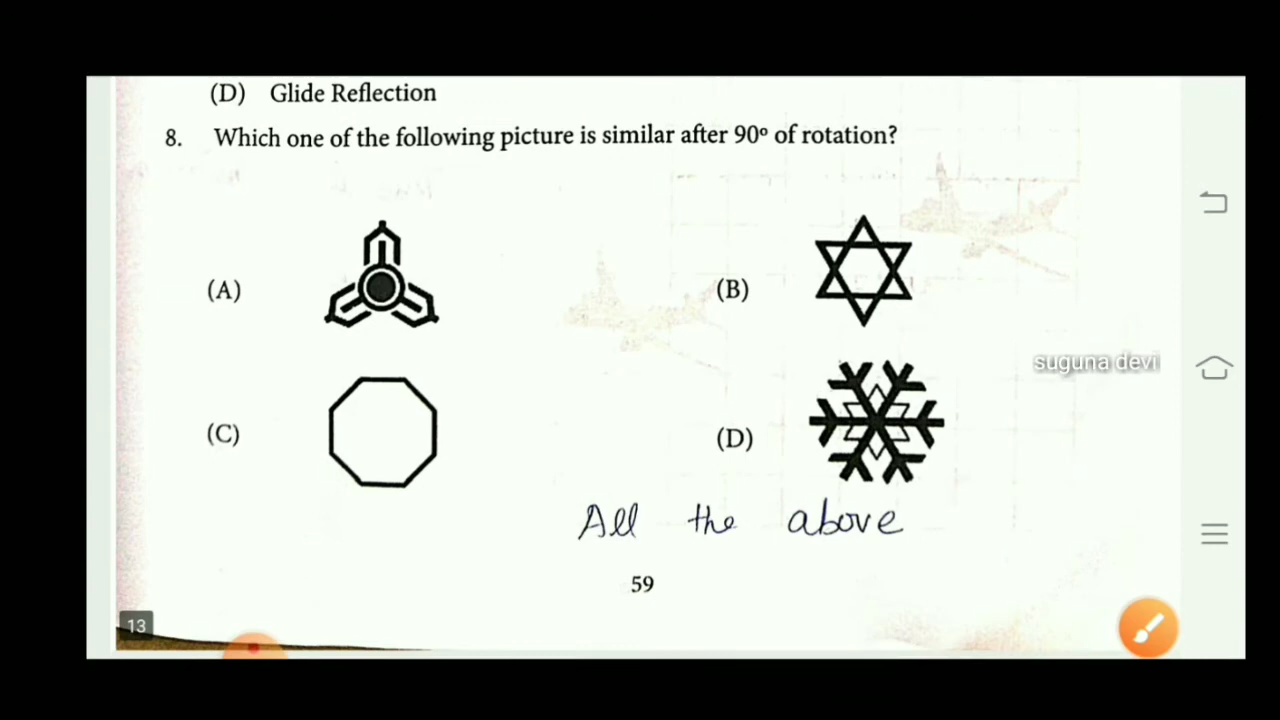 (D) Glide Reflection
8. Which one of the following picture is similar after 90º of rotation?
(A)
(B)
suguna devi
(C)
(D)
All the above
59
13